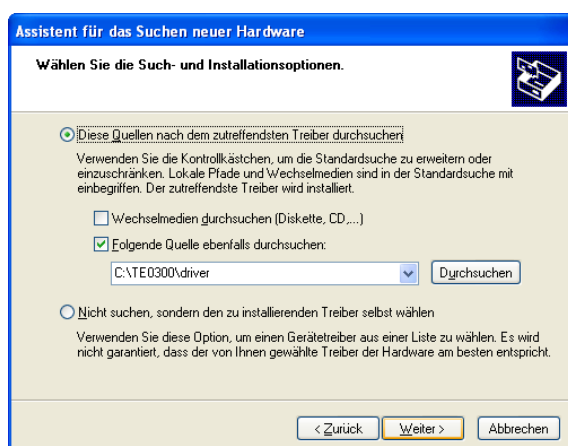 Assistent für das Suchen neuer Hardware
Wählen Sie die Such- und Installationsoptionen.
Diese Quellen nach dem zutreffendsten Treiber durchsuchen
Verwenden Sie die Kontrollkästchen, um die Standardsuche zu erweitern oder
einzuschränken. Lokale Pfade und Wechselmedien sind in der Standardsuche mit
einbegriffen. Der zutreffendste Treiber wird installiert.
Wechselmedien durchsuchen (Diskette, CD,...)
Folgende Quelle ebenfalls durchsuchen:
C:\TE0300\driver Durchsuchen
Nicht suchen, sondern den zu installierenden Treiber selbst wählen
Verwenden Sie diese Option, um einen Gerätetreiber aus einer Liste zu wählen. Es wird
nicht garantiert, dass der von Ihnen gewählte Treiber der Hardware am besten entspricht.
< Zurück Weiter > Abbrechen